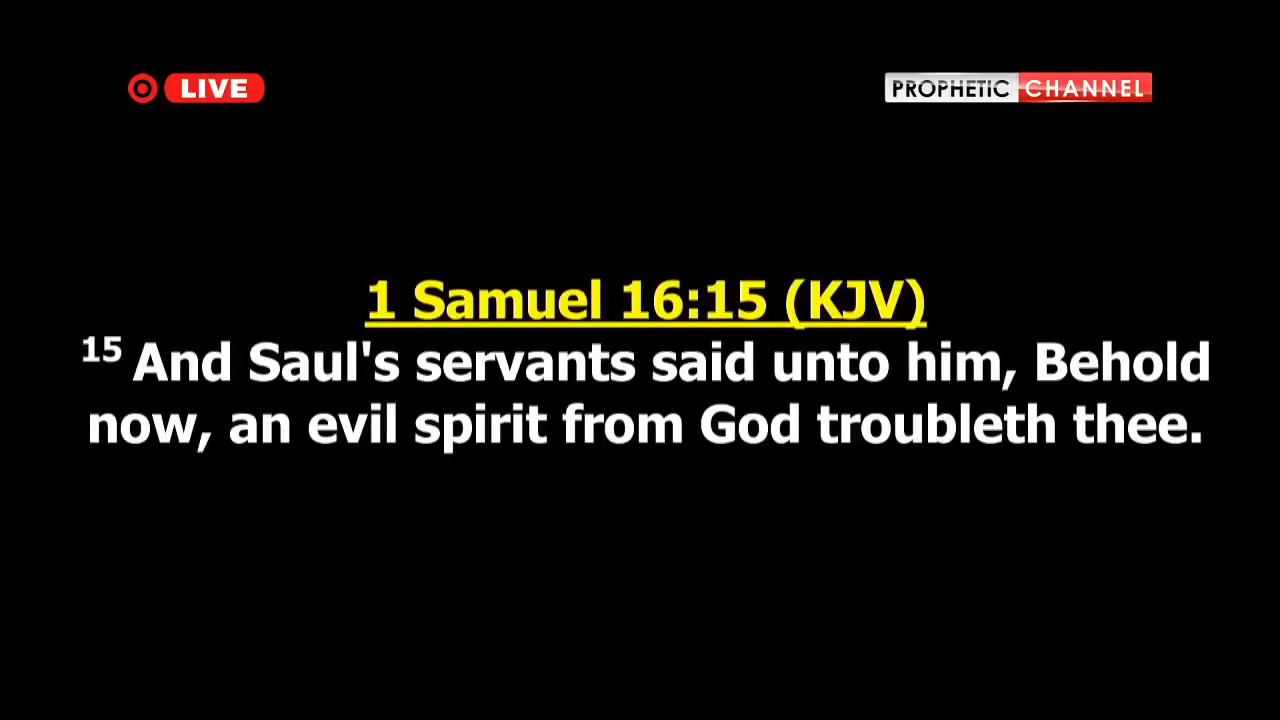 LIVE
PROPHETIC CHANNEL
1 Samuel 16:15 (KJV)
15 And Saul's servants said unto him, Behold
now, an evil spirit from God troubleth thee.